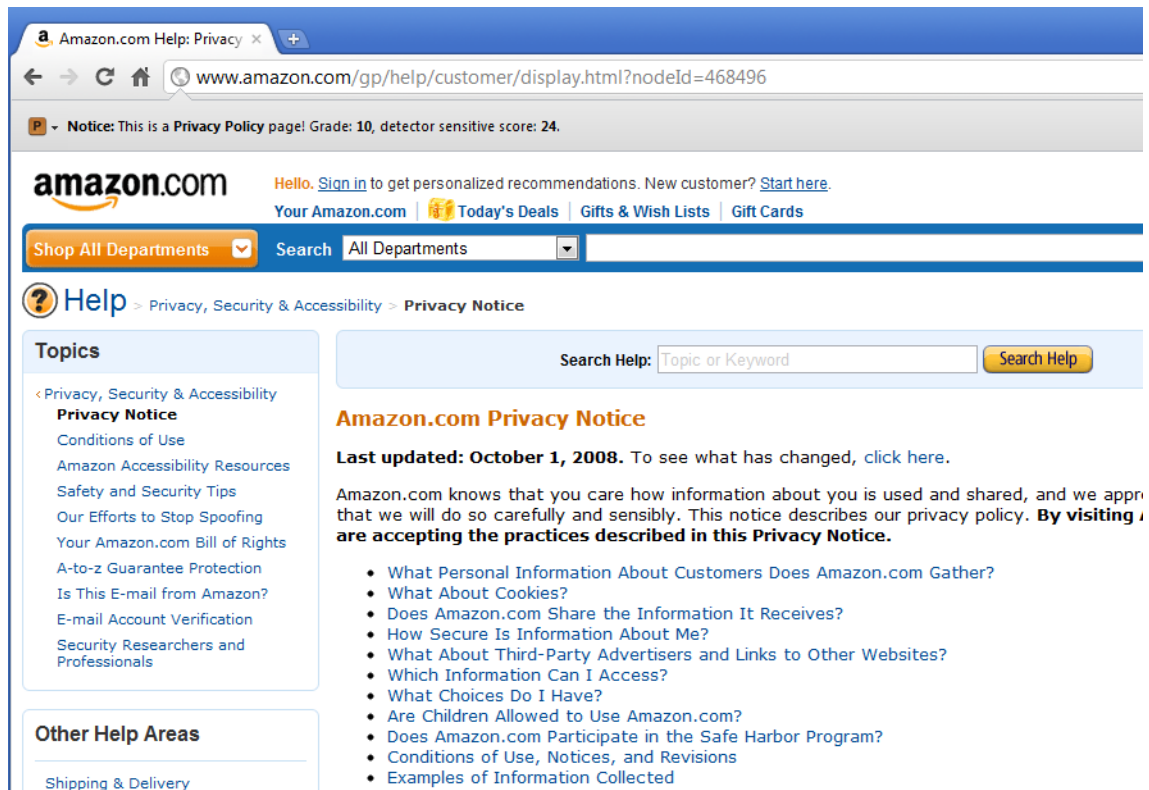 Amazon.com Help: Privacy
www.amazon.com/gp/help/customer/display.html?nodeId=468496
P Notice: This is a Privacy Policy page! Grade: 10, detector sensitive score: 24.
amazon.com
Hello. Sign in to get personalized recommendations. New customer? Start here.
Your Amazon.com | Today's Deals | Gifts & Wish Lists | Gift Cards
Shop All Departments Search All Departments
Help > Privacy, Security & Accessibility > Privacy Notice
Topics
‹ Privacy, Security & Accessibility
Privacy Notice
Conditions of Use
Amazon Accessibility Resources
Safety and Security Tips
Our Efforts to Stop Spoofing
Your Amazon.com Bill of Rights
A-to-z Guarantee Protection
Is This E-mail from Amazon?
E-mail Account Verification
Security Researchers and
Professionals
Other Help Areas
Shipping & Delivery
Search Help: Topic or Keyword Search Help
Amazon.com Privacy Notice
Last updated: October 1, 2008. To see what has changed, click here.
Amazon.com knows that you care how information about you is used and shared, and we appr
that we will do so carefully and sensibly. This notice describes our privacy policy. By visiting
are accepting the practices described in this Privacy Notice.
• What Personal Information About Customers Does Amazon.com Gather?
• What About Cookies?
• Does Amazon.com Share the Information It Receives?
• How Secure Is Information About Me?
• What About Third-Party Advertisers and Links to Other Websites?
• Which Information Can I Access?
• What Choices Do I Have?
• Are Children Allowed to Use Amazon.com?
• Does Amazon.com Participate in the Safe Harbor Program?
• Conditions of Use, Notices, and Revisions
• Examples of Information Collected